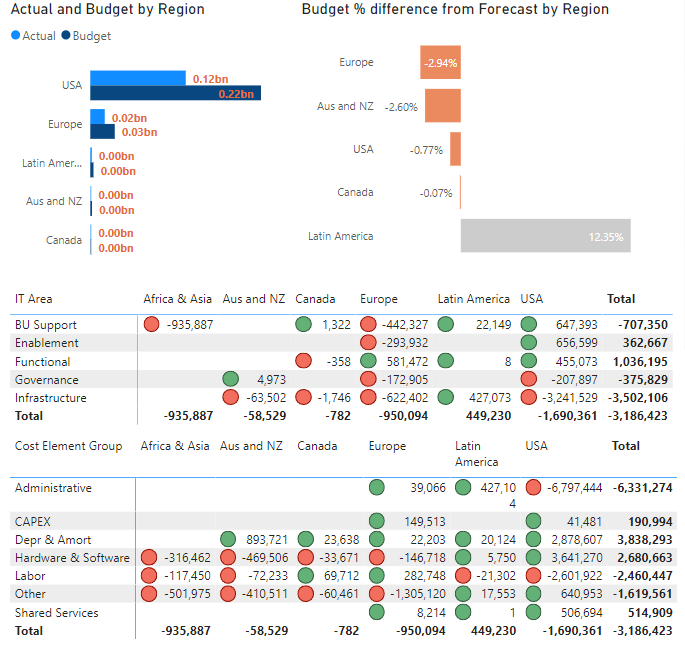 Actual and Budget by Region
Actual Budget
USA
0.12bn
0.22bn
Europe
0.02bn
0.03bn
Latin Amer...
0.00bn
0.00bn
Aus and NZ
0.00bn
0.00bn
Canada
0.00bn
0.00bn
Budget % difference from Forecast by Region
Europe -2.94%
Aus and NZ -2.60%
USA -0.77%
Canada -0.07%
Latin America 12.35%
IT Area Africa & Asia Aus and NZ Canada Europe Latin America USA Total
BU Support -935,887 1,322 -442,327 22,149 647,393 -707,350
Enablement -293,932 656,599 362,667
Functional -358 581,472 8 455,073 1,036,195
Governance 4,973 -172,905 -207,897 -375,829
Infrastructure -63,502 -1,746 -622,402 427,073 -3,241,529 -3,502,106
Total -935,887 -58,529 -782 -950,094 449,230 -1,690,361 -3,186,423
Cost Element Group Africa & Asia Aus and NZ Canada Europe Latin USA Total
America
Administrative 39,066 427,10 -6,797,444 -6,331,274
4
CAPEX 149,513 41,481 190,994
Depr & Amort 893,721 23,638 22,203 20,124 2,878,607 3,838,293
Hardware & Software -316,462 -469,506 -33,671 -146,718 5,750 3,641,270 2,680,663
Labor -117,450 -72,233 69,712 282,748 -21,302 -2,601,922 -2,460,447
Other -501,975 -410,511 -60,461 -1,305,120 17,553 640,953 -1,619,561
Shared Services 8,214 1 506,694 514,909
Total -935,887 -58,529 -782 -950,094 449,230 -1,690,361 -3,186,423